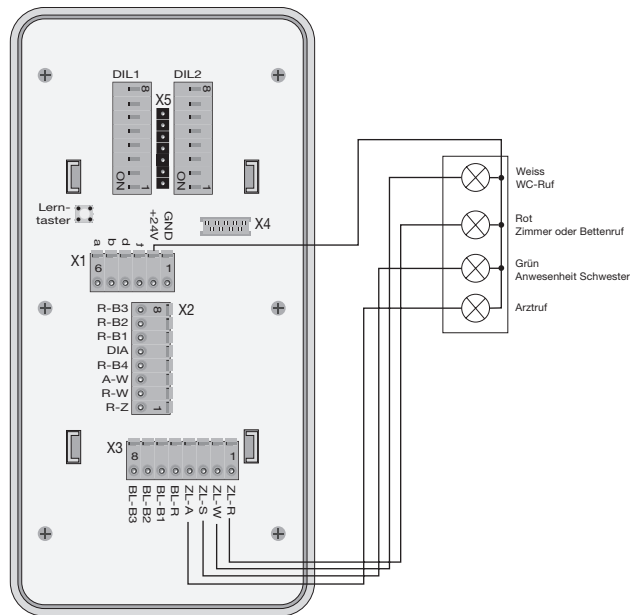 DIL1
DIL2
8
8
X5
ON
1
ON
1
Lern-
taster
a
b
d
f
+24V
GND
X4
X1
6
1
R-B3
R-B2
R-B1
DIA
R-B4
A-W
R-W
R-Z
8
X2
1
X3
8
1
BL-B3
BL-B2
BL-B1
BL-R
ZL-A
ZL-S
ZL-W
ZL-R
Weiss
WC-Ruf
Rot
Zimmer oder Bettenruf
Grün
Anwesenheit Schwester
Arztruf